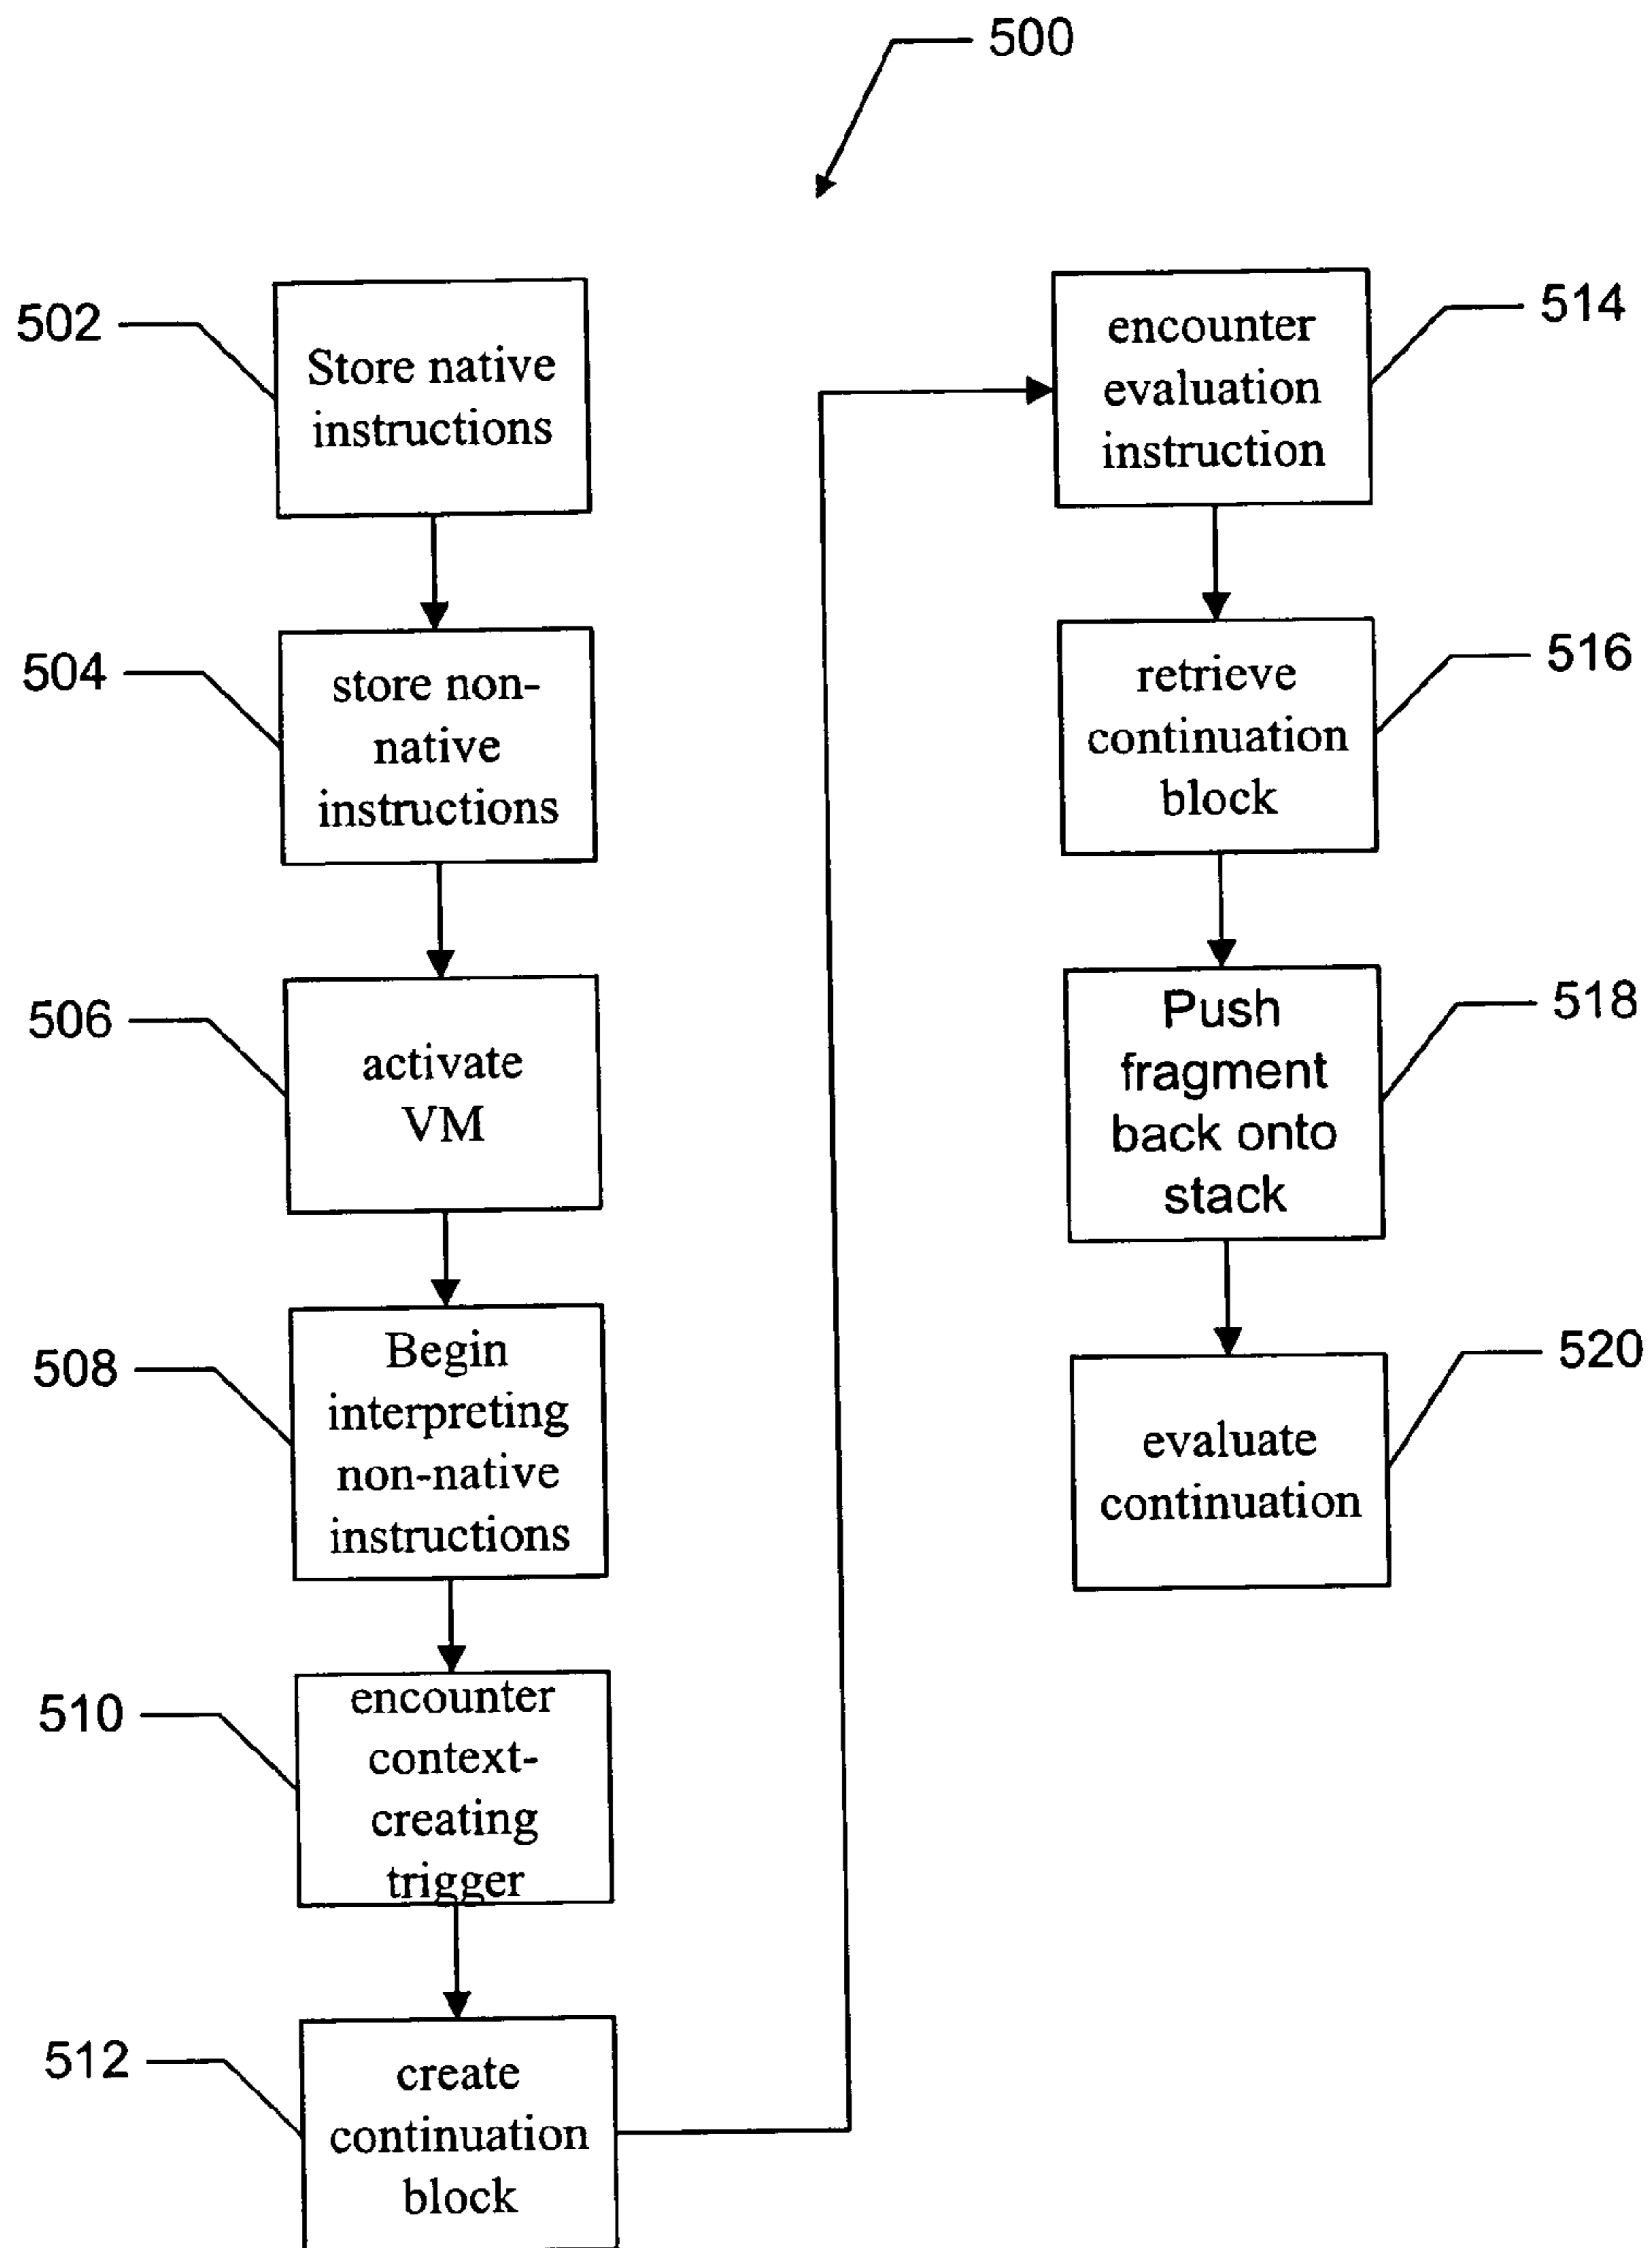 500
502
Store native
instructions
504
store non-
native
instructions
506
activate
VM
508
Begin
interpreting
non-native
instructions
510
encounter
context-
creating
trigger
512
create
continuation
block
514
encounter
evaluation
instruction
516
retrieve
continuation
block
518
Push
fragment
back onto
stack
520
evaluate
continuation